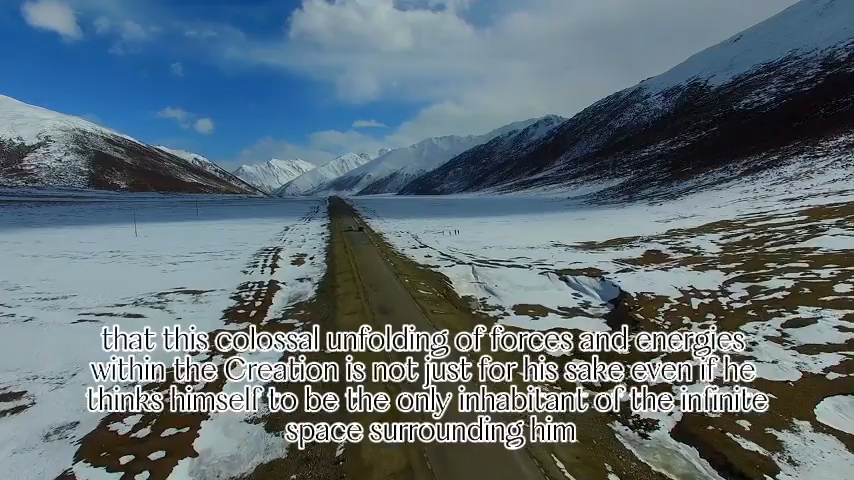 that this colossal unfolding of forces and energies
within the Creation is not just for his sake even if he
thinks himself to be the only inhabitant of the infinite
space surrounding him